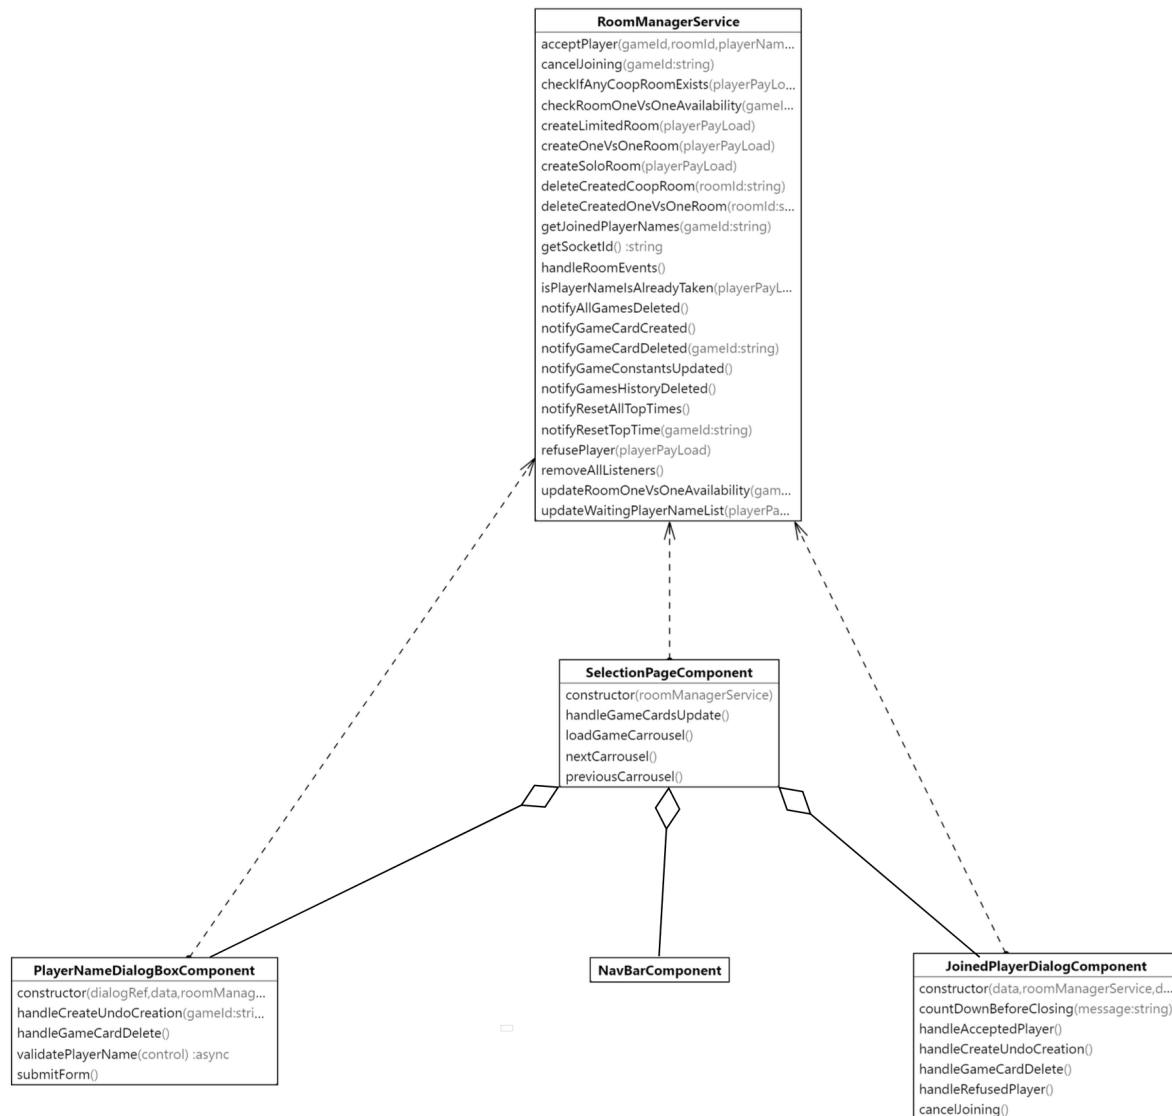 RoomManagerService
acceptPlayer(gameId,roomId,playerNam...
cancelJoining(gameId:string)
checkIfAnyCoopRoomExists(playerPayLo...
checkRoomOneVsOneAvailability(gameI...
createLimitedRoom(playerPayLoad)
createOneVsOneRoom(playerPayLoad)
createSoloRoom(playerPayLoad)
deleteCreatedCoopRoom(roomId:string)
deleteCreatedOneVsOneRoom(roomId:s...
getJoinedPlayerNames(gameId:string)
getSocketId() :string
handleRoomEvents()
isPlayerNameIsAlreadyTaken(playerPayL...
notifyAllGamesDeleted()
notifyGameCardCreated()
notifyGameCardDeleted(gameId:string)
notifyGameConstantsUpdated()
notifyGamesHistoryDeleted()
notifyResetAllTopTimes()
notifyResetTopTime(gameId:string)
refusePlayer(playerPayLoad)
removeAllListeners()
updateRoomOneVsOneAvailability(gam...
updateWaitingPlayerNameList(playerPa...
SelectionPageComponent
constructor(roomManagerService)
handleGameCardsUpdate()
loadGameCarrousel()
nextCarrousel()
previousCarrousel()
PlayerNameDialogBoxComponent
constructor(dialogRef,data,roomManag...
handleCreateUndoCreation(gameId:stri...
handleGameCardDelete()
validatePlayerName(control) :async
submitForm()
NavBarComponent
JoinedPlayerDialogComponent
constructor(data,roomManagerService,d...
countDownBeforeClosing(message:string)
handleAcceptedPlayer()
handleCreateUndoCreation()
handleGameCardDelete()
handleRefusedPlayer()
cancelJoining()